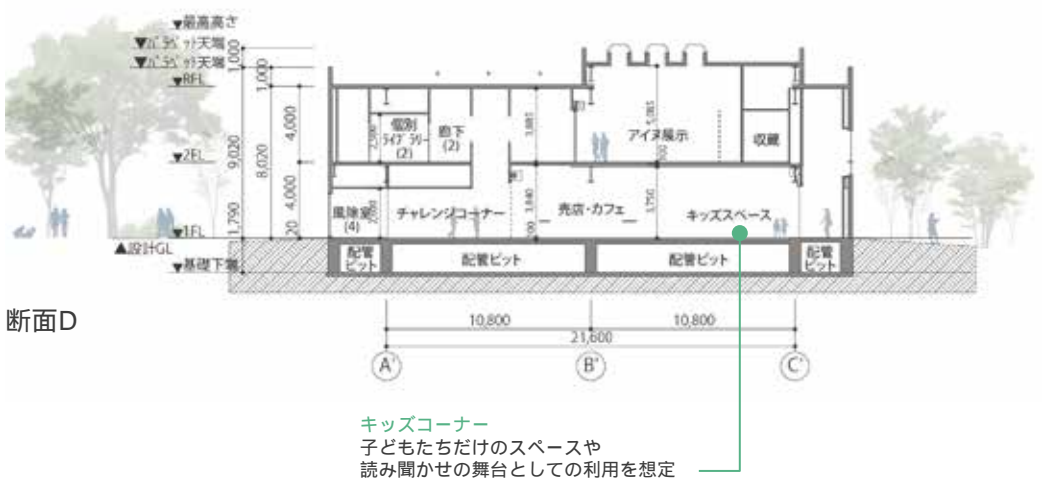 ▼最高高さ
▼パラペット天端
▼パラペット天端
▼RFL
▼2FL
▼1FL
▲設計GL
▼基礎下端
1,000
1,000
4,000
9,020
8,020
4,000
1,790
20
個別
ライブラリー
(2)
廊下
(2)
アイヌ展示
収蔵
風除室
(4)
チャレンジコーナー
売店・カフェ
キッズスペース
3,750
配管
ピット
配管ピット
配管ピット
配管
ピット
断面D
10,800
10,800
21,600
A'
B'
C'
キッズコーナー
子どもたちだけのスペースや
読み聞かせの舞台としての利用を想定